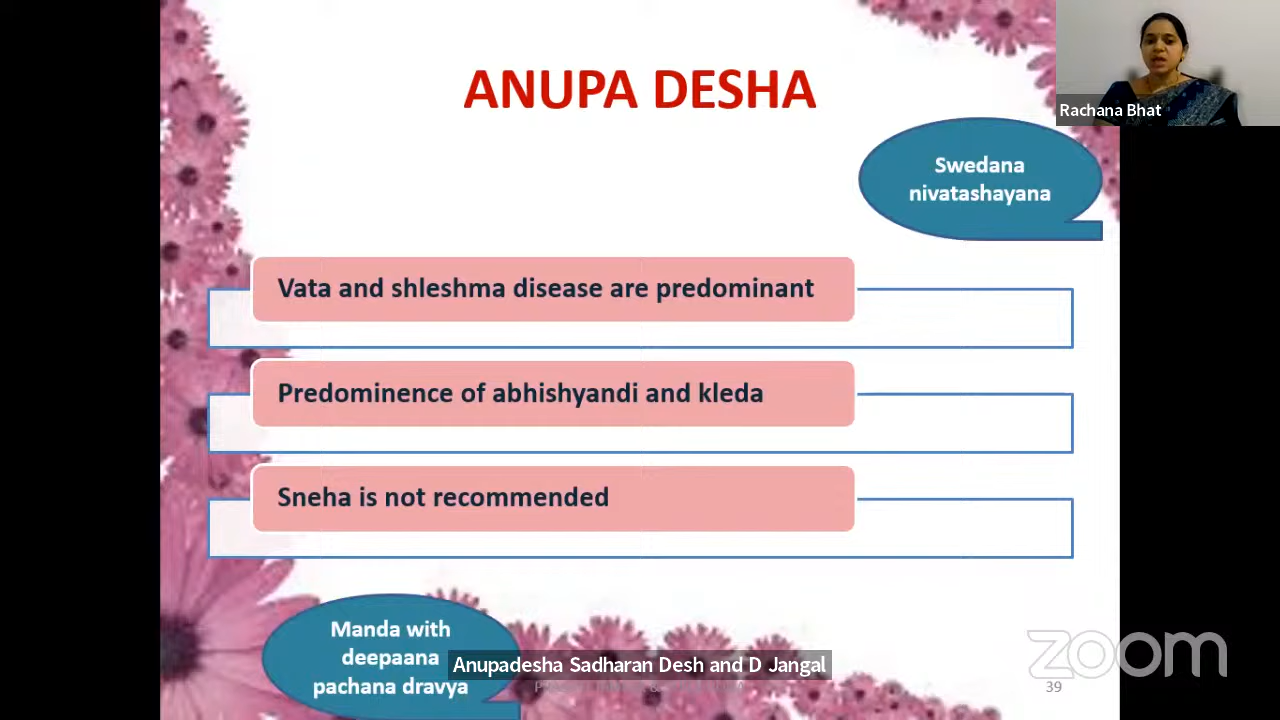 ANUPA DESHA
Rachana Bhat
Swedana
nivatashayana
Vata and shleshma disease are predominant
Predominence of abhishyandi and kleda
Sneha is not recommended
Manda with
deepaana
pachana dravya
Anupadesha Sadharan Desh and D Jangal
39
zoom